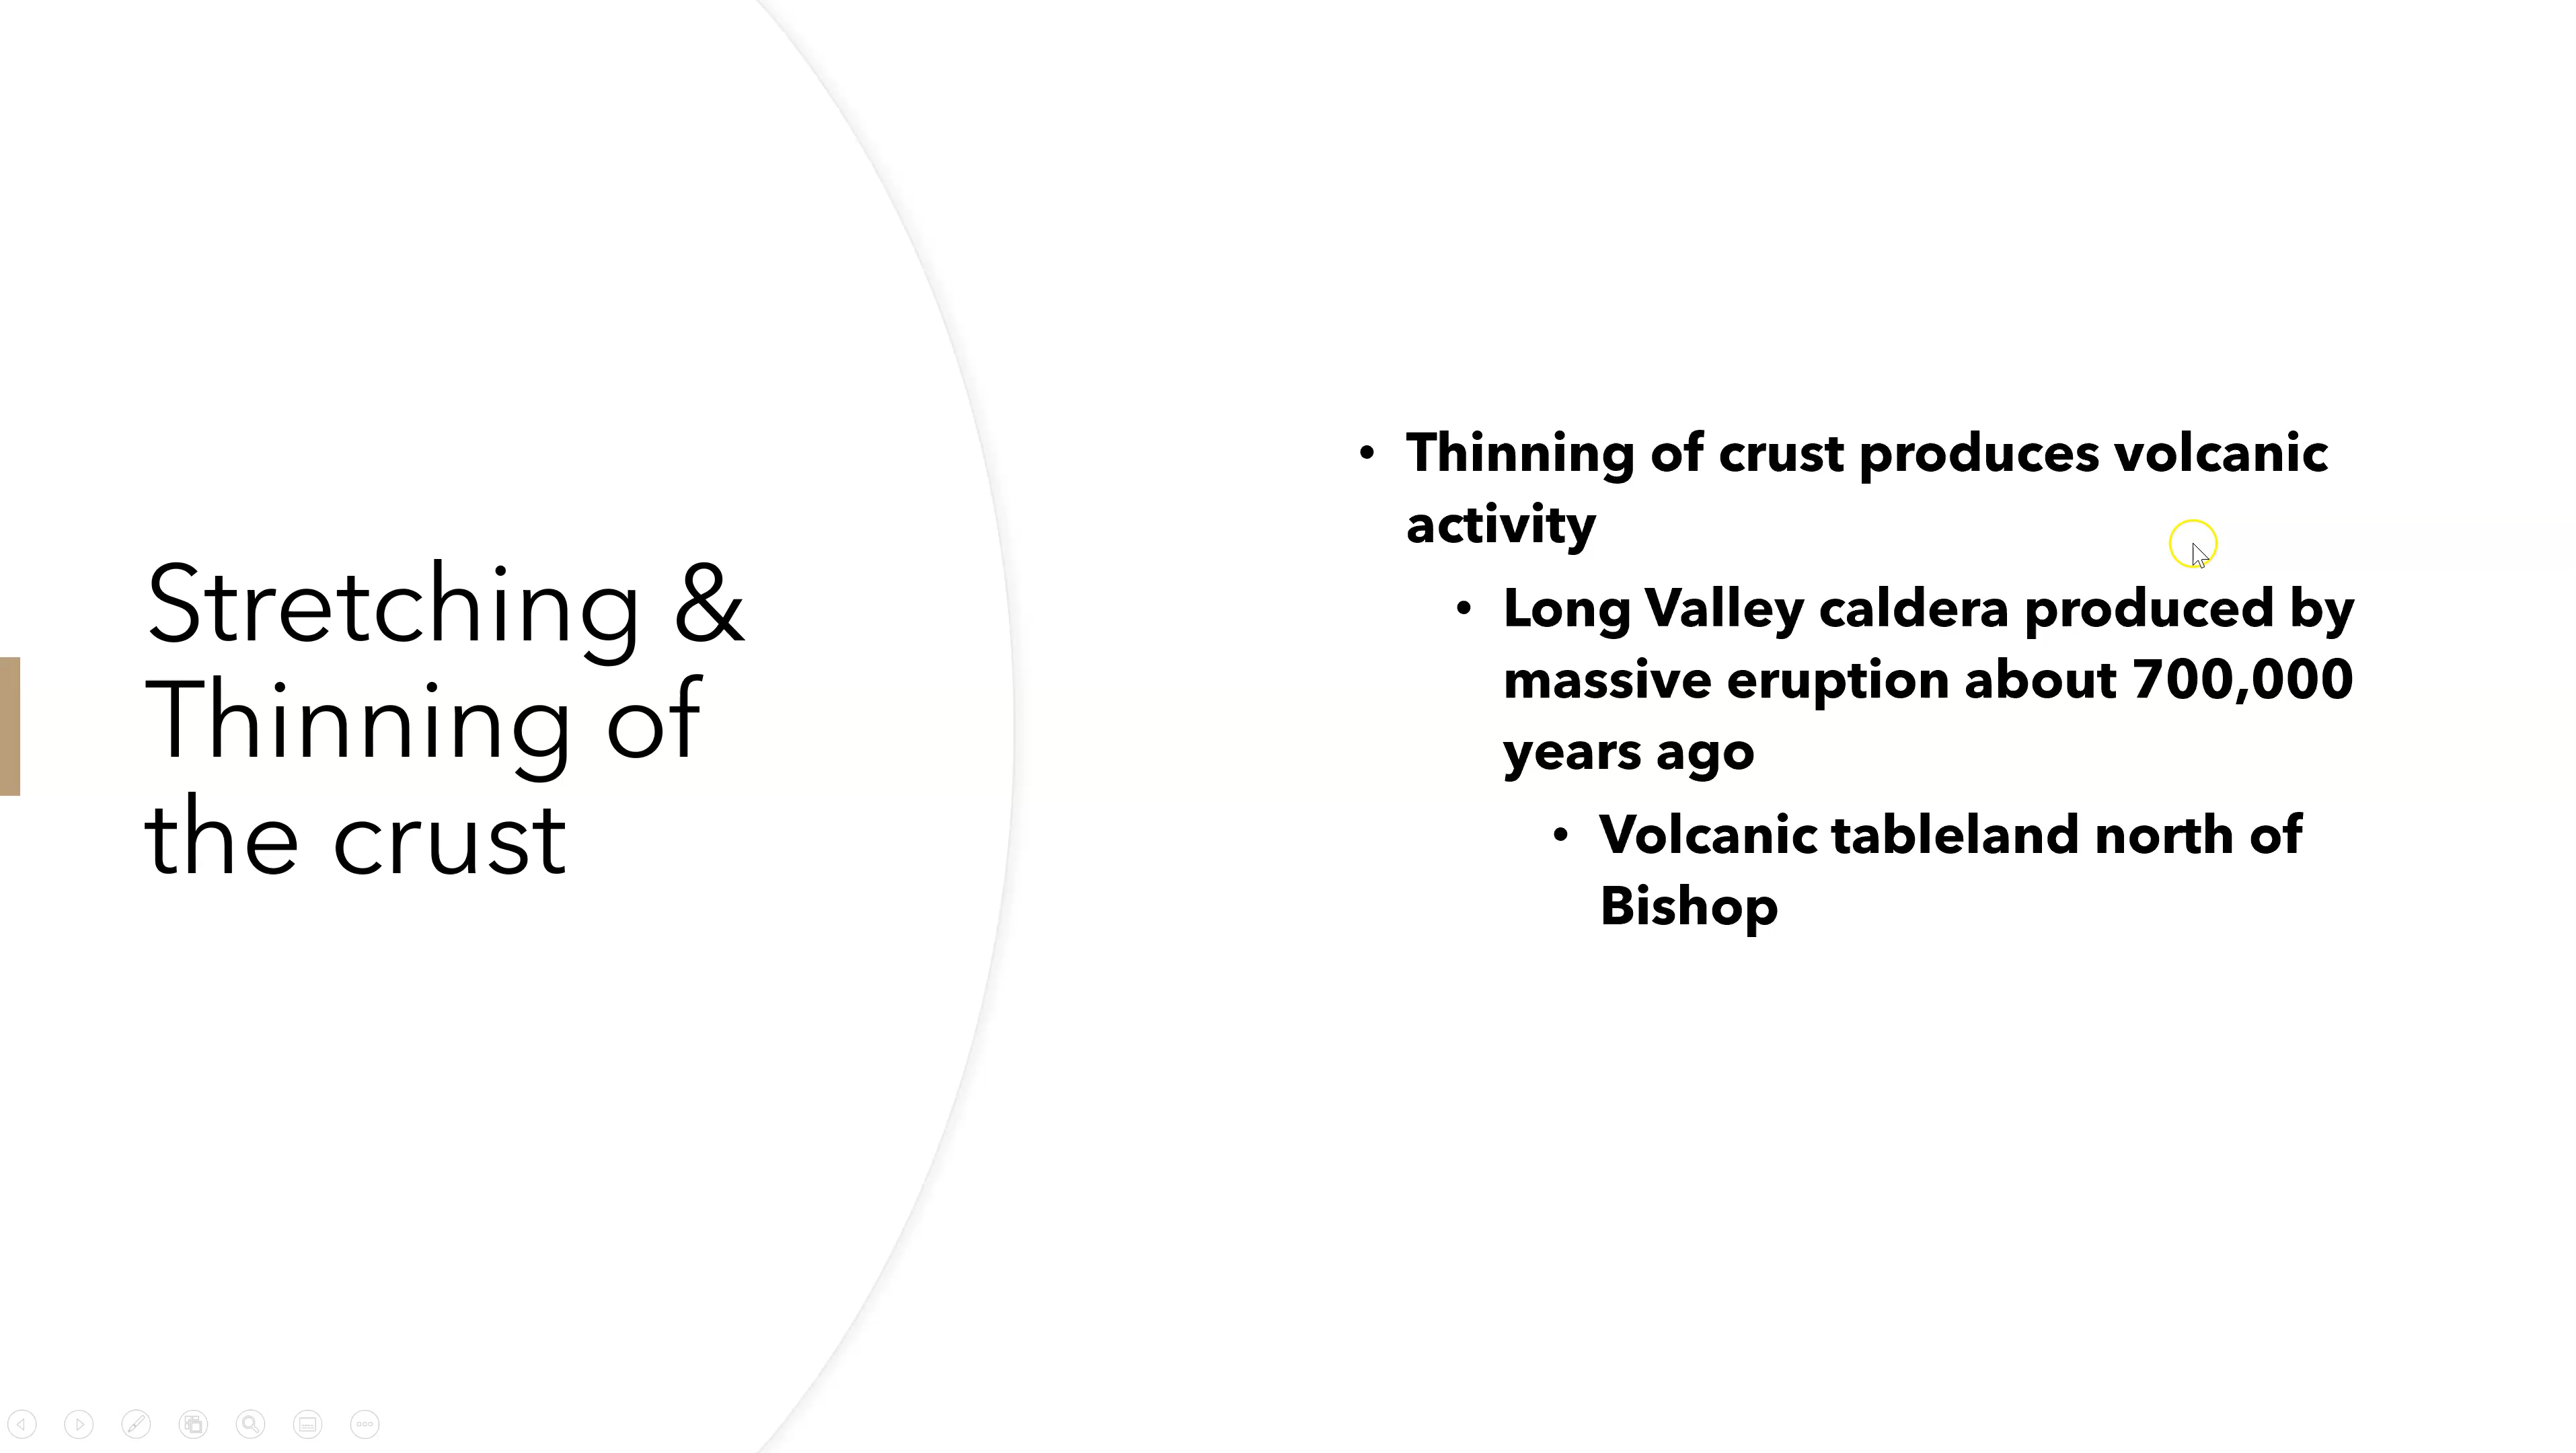 Stretching &
Thinning of
the crust
• Thinning of crust produces volcanic
activity
• Long Valley caldera produced by
massive eruption about 700,000
years ago
• Volcanic tableland north of
Bishop